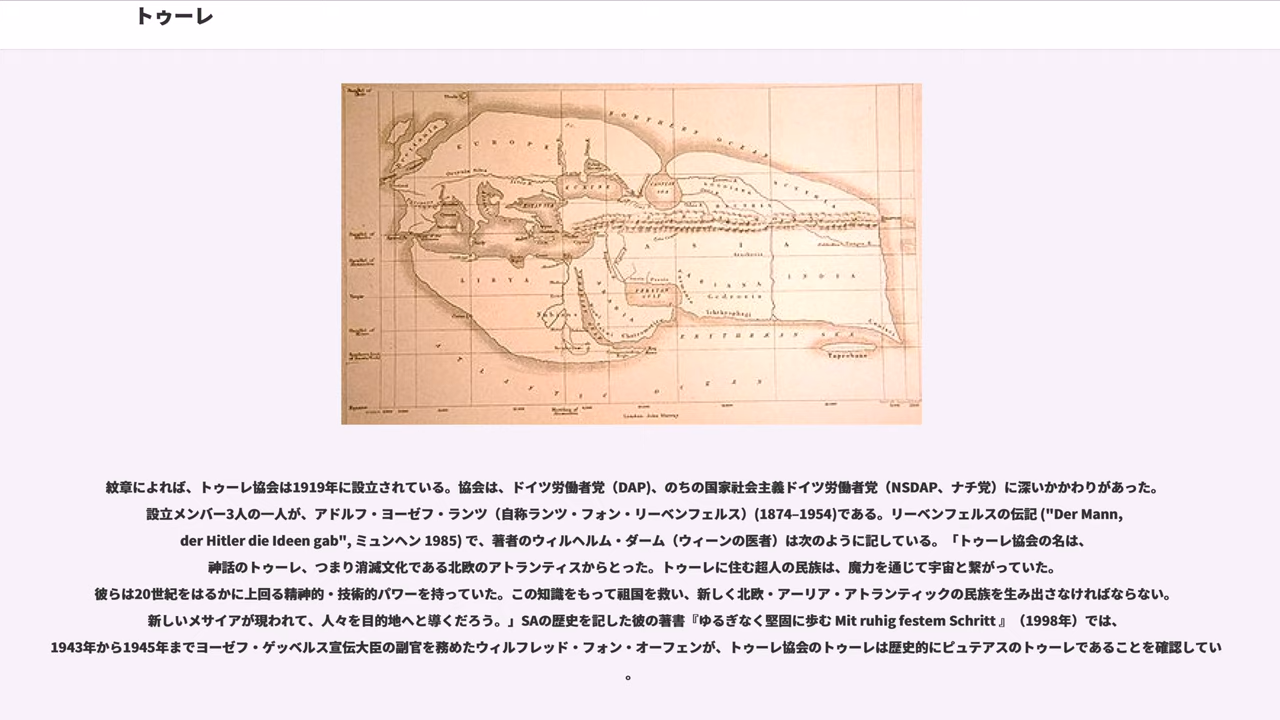 トゥーレ
Thule
NORTHERN OCEAN
EUROPE
SCYTHIA
EUXINE
CASPIAN SEA
ASIA
LIBYA
ARIANA
INDIA
Gedrosia
PERSIAN GULF
Ichthyophagi
ERYTHRÆAN SEA
Taprobane
ATLANTIC OCEAN
London: John Murray
紋章によれば、トゥーレ協会は1919年に設立されている。協会は、ドイツ労働者党（DAP)、のちの国家社会主義ドイツ労働者党（NSDAP、ナチ党）に深いかかわりがあった。
設立メンバー3人の一人が、アドルフ・ヨーゼフ・ランツ（自称ランツ・フォン・リーベンフェルス）(1874–1954)である。リーベンフェルスの伝記 ("Der Mann,
der Hitler die Ideen gab", ミュンヘン 1985) で、著者のウィルヘルム・ダーム（ウィーンの医者）は次のように記している。「トゥーレ協会の名は、
神話のトゥーレ、つまり消滅文化である北欧のアトランティスからとった。トゥーレに住む超人の民族は、魔力を通じて宇宙と繋がっていた。
彼らは20世紀をはるかに上回る精神的・技術的パワーを持っていた。この知識をもって祖国を救い、新しく北欧・アーリア・アトランティックの民族を生み出さなければならない。
新しいメサイアが現われて、人々を目的地へと導くだろう。」SAの歴史を記した彼の著書『ゆるぎなく堅固に歩む Mit ruhig festem Schritt 』（1998年）では、
1943年から1945年までヨーゼフ・ゲッベルス宣伝大臣の副官を務めたウィルフレッド・フォン・オーフェンが、トゥーレ協会のトゥーレは歴史的にピュテアスのトゥーレであることを確認してい
。